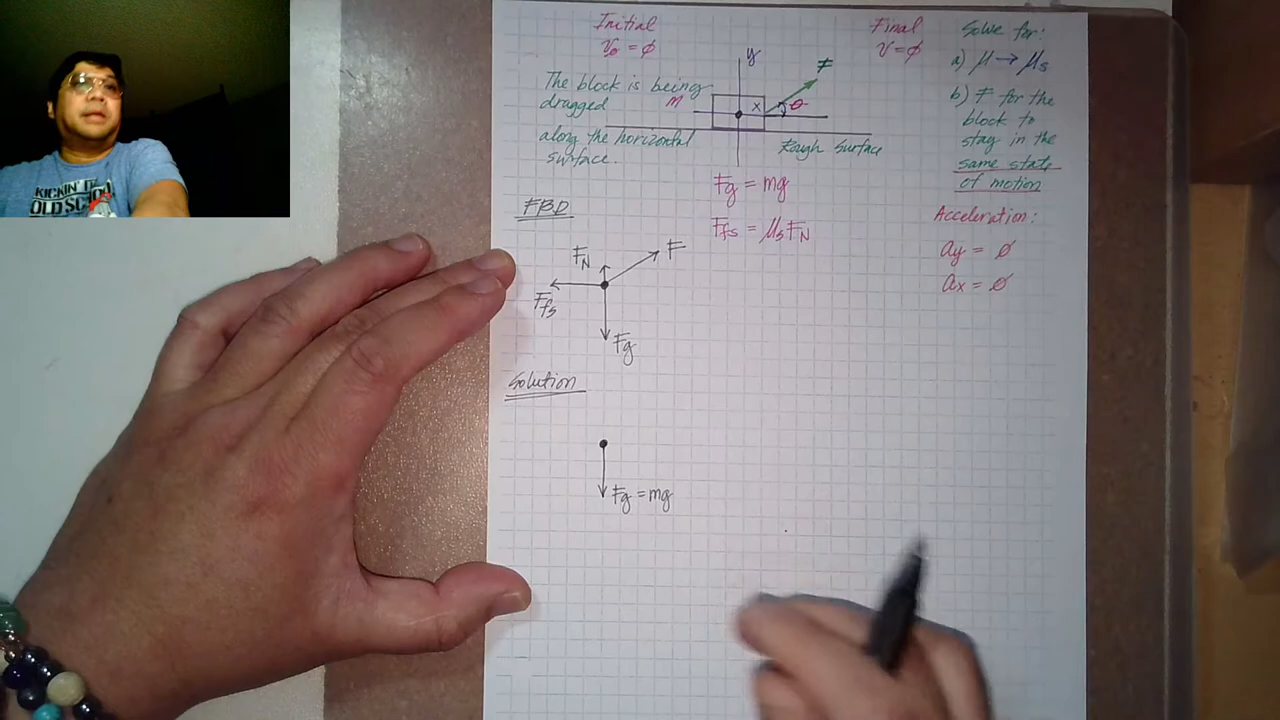 Initial
v₀ = ϕ
The block is being
dragged
along the horizontal
surface.
m
y
x
F
θ
Rough Surface
Final
v = ϕ
Solve for:
a) μ → μs
b) F for the
block to
stay in the
same state
of motion
Fg = mg
Ffs = μs FN
Acceleration:
ay = ϕ
ax = ϕ
FBD
FN
F
Ffs
Fg
Solution
Fg = mg
KICKIN' IT
OLD SCHOOL